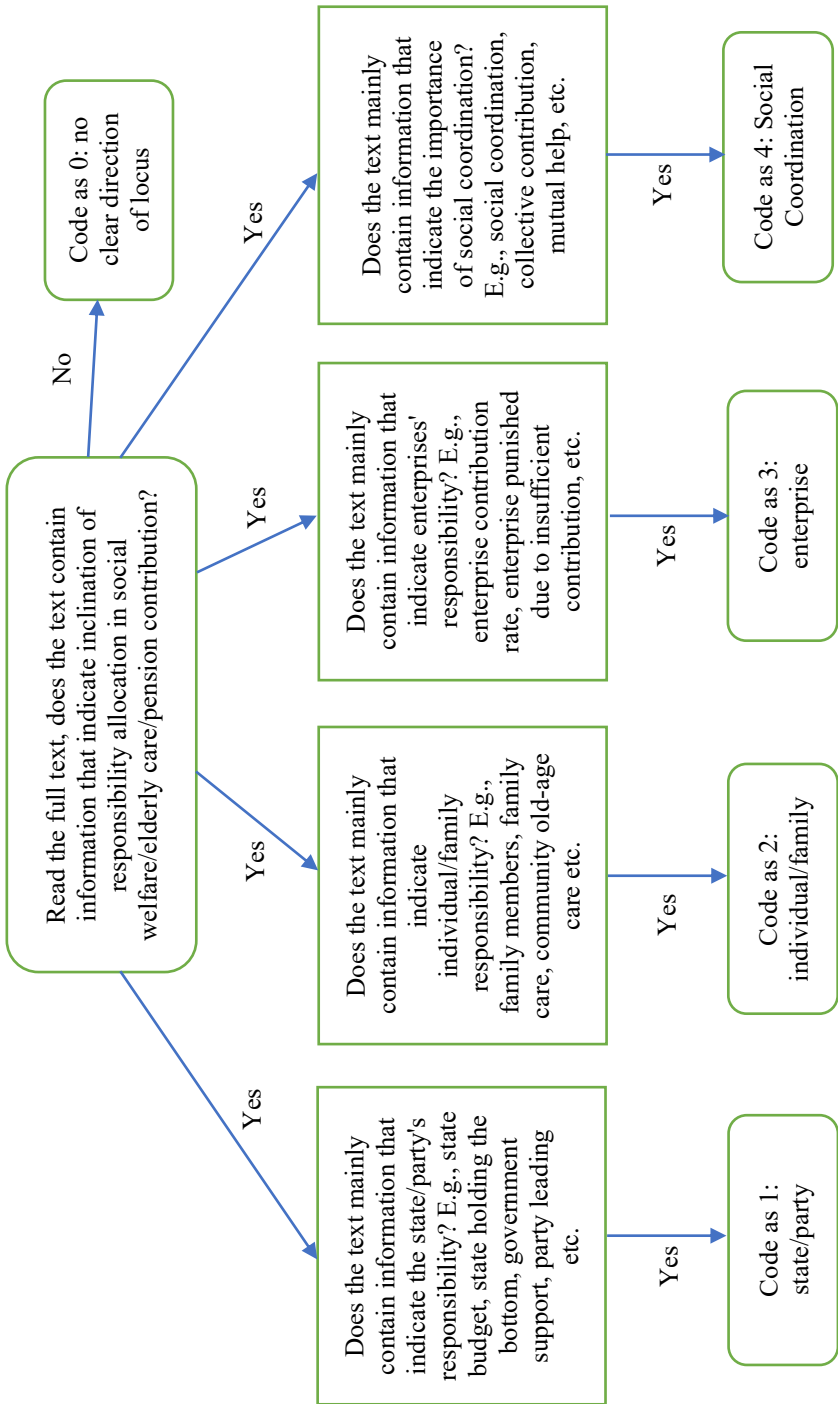 Read the full text, does the text contain
information that indicate inclination of
responsibility allocation in social
welfare/elderly care/pension contribution?
No
Code as 0: no
clear direction
of locus
Yes
Yes
Yes
Yes
Does the text mainly
contain information that
indicate the state/party's
responsibility? E.g., state
budget, state holding the
bottom, government
support, party leading
etc.
Does the text mainly
contain information that
indicate
individual/family
responsibility? E.g.,
family members, family
care, community old-age
care etc.
Does the text mainly
contain information that
indicate enterprises'
responsibility? E.g.,
enterprise contribution
rate, enterprise punished
due to insufficient
contribution, etc.
Does the text mainly
contain information that
indicate the importance
of social coordination?
E.g., social coordination,
collective contribution,
mutual help, etc.
Yes
Yes
Yes
Yes
Code as 1:
state/party
Code as 2:
individual/family
Code as 3:
enterprise
Code as 4: Social
Coordination